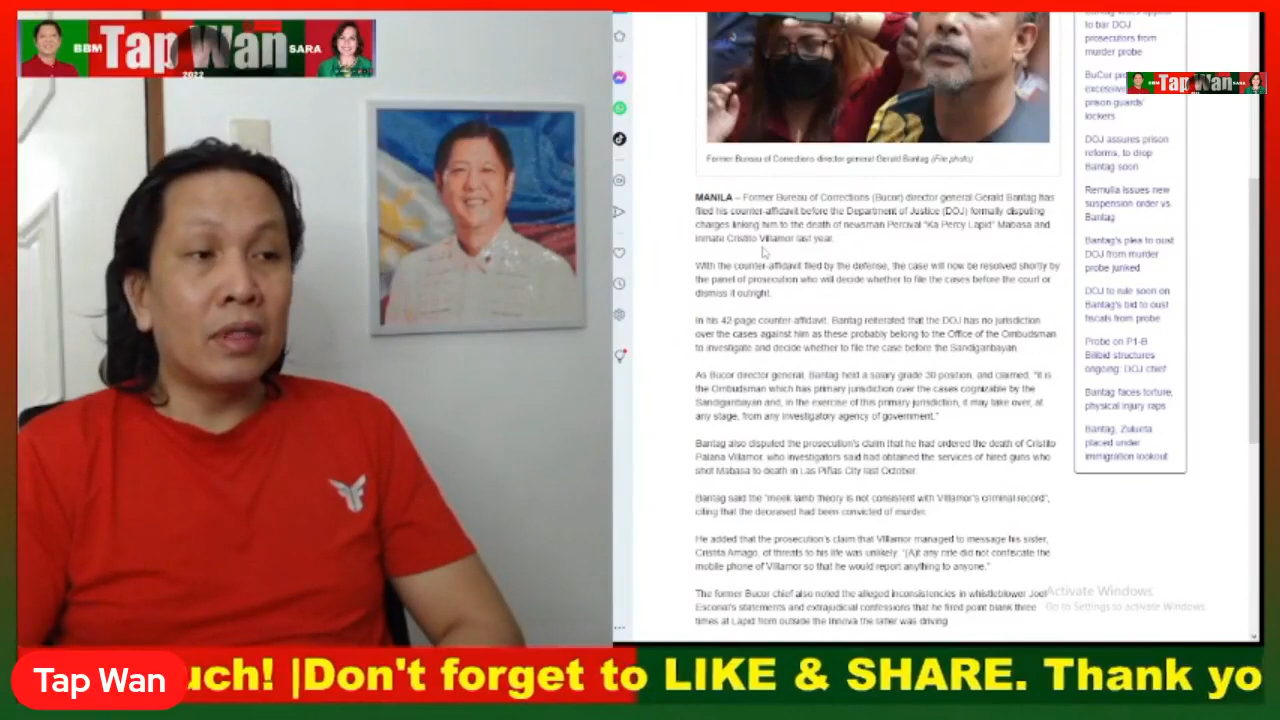 BBM Tap Wan SARA
2022
to bar DOJ
prosecutors from
murder probe
BuCor
excessive
prison guards'
lockers
BBM Tap Wan SARA
DOJ assures prison
reforms, to drop
Bantag soon
Remulla issues new
suspension order vs.
Bantag
Bantag's plea to oust
DOJ from murder
probe junked
DOJ to rule soon on
Bantag's bid to oust
fiscals from probe
Probe on P1-B
Bilibid structures
ongoing: DOJ chief
Bantag faces torture,
physical injury raps
Bantag, Zulueta
placed under
immigration lookout
Former Bureau of Corrections director general Gerald Bantag (File photo)
MANILA – Former Bureau of Corrections (Bucor) director general Gerald Bantag has
filed his counter-affidavit before the Department of Justice (DOJ) formally disputing
charges linking him to the death of newsman Percival "Ka Percy Lapid" Mabasa and
inmate Cristito Villamor last year.
With the counter-affidavit filed by the defense, the case will now be resolved shortly by
the panel of prosecution who will decide whether to file the cases before the court or
dismiss it outright.
In his 42-page counter-affidavit, Bantag reiterated that the DOJ has no jurisdiction
over the cases against him as these probably belong to the Office of the Ombudsman
to investigate and decide whether to file the case before the Sandiganbayan.
As Bucor director general, Bantag held a salary grade 30 position, and claimed, "It is
the Ombudsman which has primary jurisdiction over the cases cognizable by the
Sandiganbayan and, in the exercise of this primary jurisdiction, it may take over, at
any stage, from any investigatory agency of government."
Bantag also disputed the prosecution's claim that he had ordered the death of Cristito
Palana Villamor, who investigators said had obtained the services of hired guns who
shot Mabasa to death in Las Piñas City last October.
Bantag said the "meek lamb theory is not consistent with Villamor's criminal record",
citing that the deceased had been convicted of murder.
He added that the prosecution's claim that Villamor managed to message his sister,
Cristita Amago, of threats to his life was unlikely. "(A)t any rate did not confiscate the
mobile phone of Villamor so that he would report anything to anyone."
The former Bucor chief also noted the alleged inconsistencies in whistleblower Joel
Escorial's statements and extrajudicial confessions that he fired point blank three
times at Lapid from outside the Innova the latter was driving
Activate Windows
Go to Settings to activate Windows.
Tap Wan
uch! |Don't forget to LIKE & SHARE. Thank yo